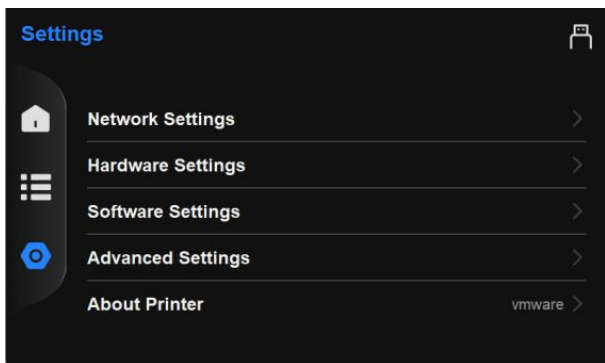 Settings
Network Settings
Hardware Settings
Software Settings
Advanced Settings
About Printer vmware